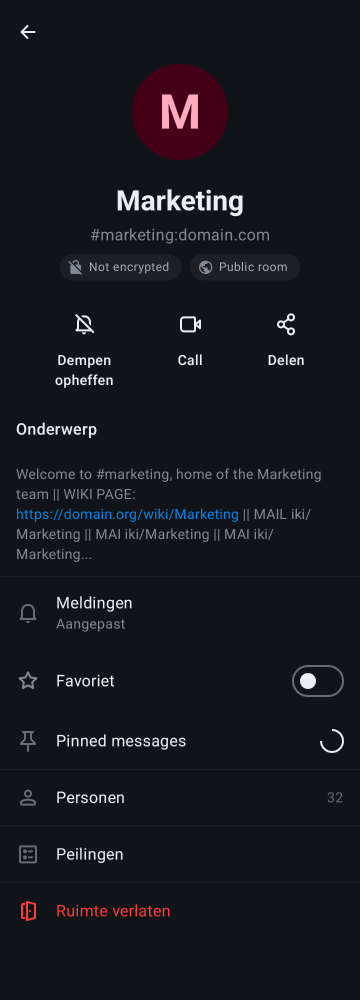 M
Marketing
#marketing:domain.com
Not encrypted
Public room
Dempen
opheffen
Call
Delen
Onderwerp
Welcome to #marketing, home of the Marketing
team || WIKI PAGE:
https://domain.org/wiki/Marketing || MAIL iki/
Marketing || MAI iki/Marketing || MAI iki/
Marketing...
Meldingen
Aangepast
Favoriet
Pinned messages
Personen
32
Peilingen
Ruimte verlaten